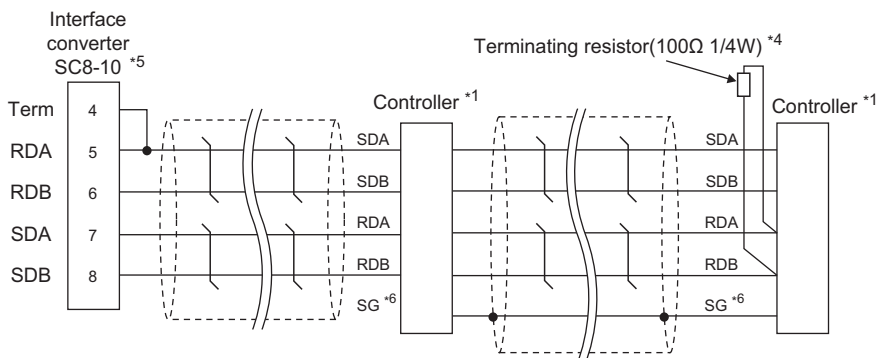 Interface
converter
SC8-10 *5
Terminating resistor(100Ω 1/4W) *4
Controller *1
Controller *1
Term 4
RDA 5 SDA SDA
RDB 6 SDB SDB
SDA 7 RDA RDA
SDB 8 RDB RDB
SG *6 SG *6